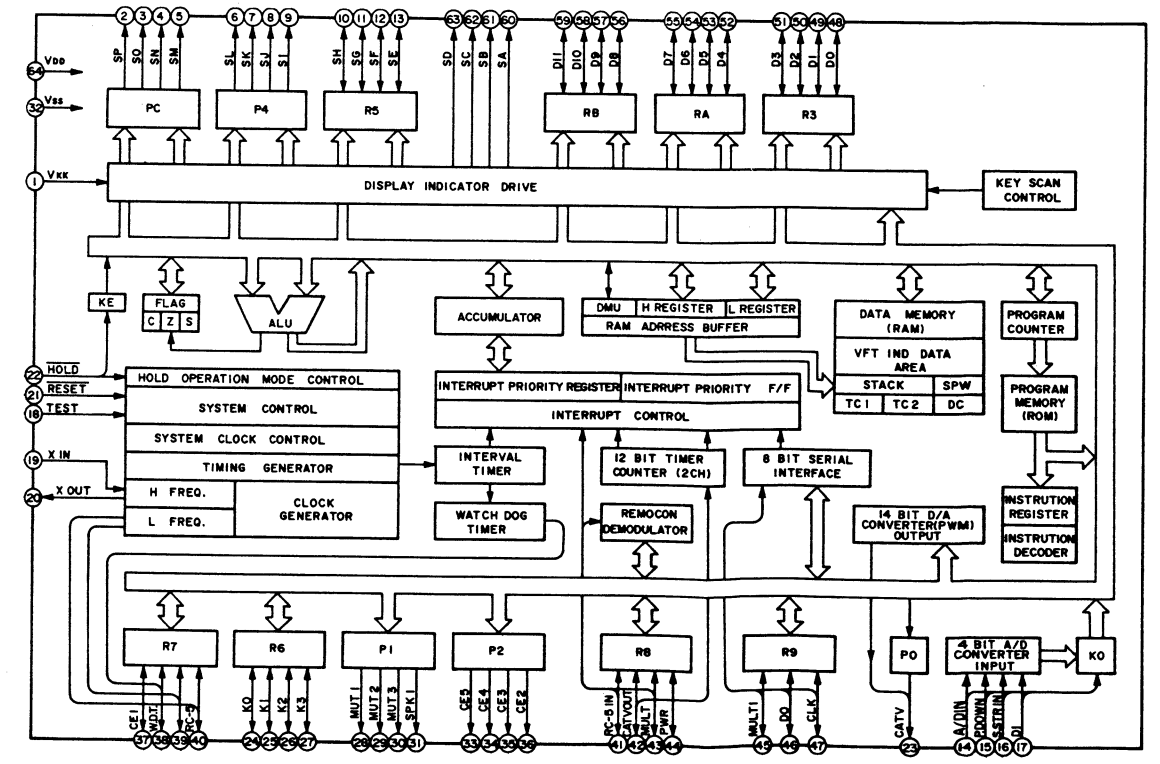 2 3 4 5 6 7 8 9 10 11 12 13 63 62 61 60 59 58 57 56 55 54 53 52 51 50 49 48
SP SO SN SM SL SK SJ SI SH SG SF SE SD SC SB SA D11 D10 D9 D8 D7 D6 D5 D4 D3 D2 D1 D0
64 VDD
32 VSS
PC P4 R5 RB RA R3
1 VKK
DISPLAY INDICATOR DRIVE
KEY SCAN
CONTROL
KE
FLAG
C Z S
ALU
ACCUMULATOR
DMU H REGISTER L REGISTER
RAM ADRRESS BUFFER
DATA MEMORY
(RAM)
VFT IND DATA
AREA
STACK SPW
TC1 TC2 DC
PROGRAM
COUNTER
PROGRAM
MEMORY
(ROM)
INSTRUTION
REGISTER
INSTRUTION
DECODER
22 HOLD
21 RESET
18 TEST
19 X IN
20 X OUT
HOLD OPERATION MODE CONTROL
SYSTEM CONTROL
SYSTEM CLOCK CONTROL
TIMING GENERATOR
H FREQ.
L FREQ.
CLOCK
GENERATOR
INTERRUPT PRIORITY REGISTER INTERRUPT PRIORITY F/F
INTERRUPT CONTROL
INTERVAL
TIMER
WATCH DOG
TIMER
12 BIT TIMER
COUNTER (2CH)
8 BIT SERIAL
INTERFACE
REMOCON
DEMODULATOR
14 BIT D/A
CONVERTER(PWM)
OUTPUT
R7 R6 P1 P2 R8 R9 PO
4 BIT A/D
CONVERTER
INPUT
KO
CE1 W.D.T. RC-5 K0 K1 K2 K3 MUT1 MUT2 MUT3 SPK1 CE5 CE4 CE3 CE2 RC-5IN CATVOUT MULT PWR MULTI DO CLK CATV A/DIN P.DOWN S.STR IN DI
37 38 39 40 24 25 26 27 28 29 30 31 33 34 35 36 41 42 43 44 45 46 47 23 14 15 16 17